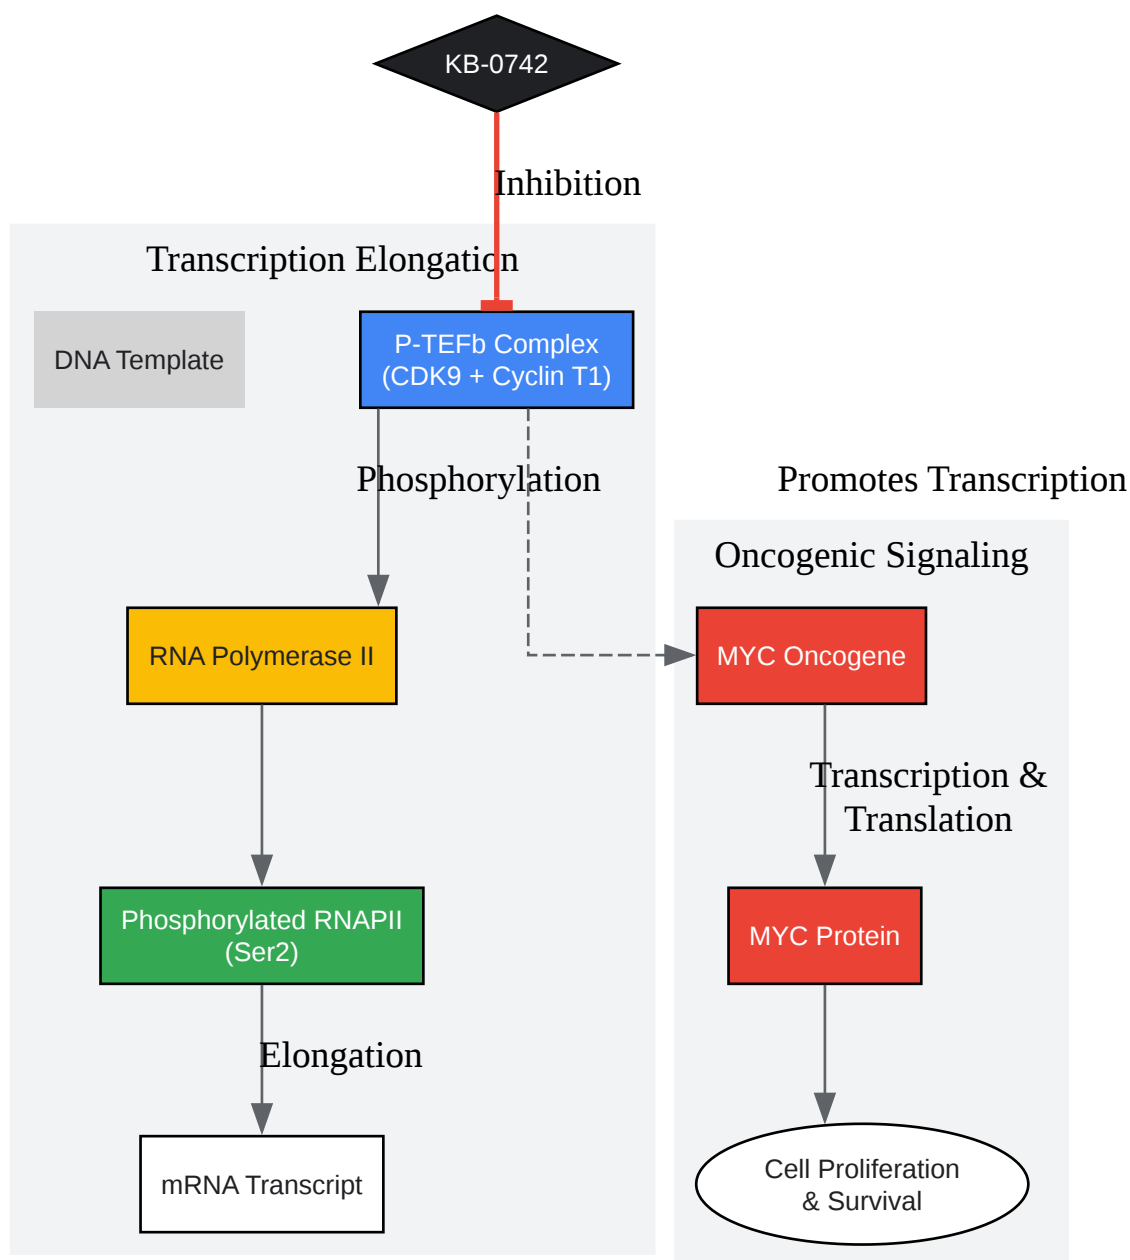 KB-0742
Inhibition
Transcription Elongation
DNA Template
P-TEFb Complex
(CDK9 + Cyclin T1)
Phosphorylation
Promotes Transcription
Oncogenic Signaling
RNA Polymerase II
MYC Oncogene
Transcription &
Translation
Phosphorylated RNAPII
(Ser2)
MYC Protein
Elongation
mRNA Transcript
Cell Proliferation
& Survival